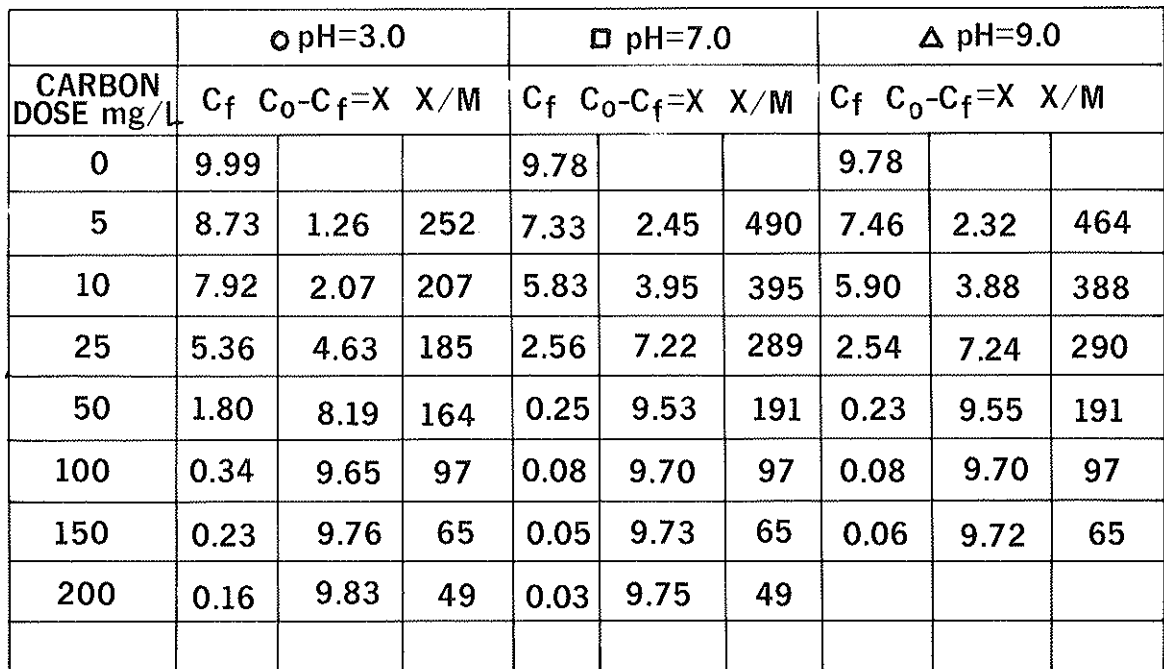 ○ pH=3.0 □ pH=7.0 △ pH=9.0
CARBON DOSE mg/L Cf Co-Cf=X X/M Cf Co-Cf=X X/M Cf Co-Cf=X X/M
0 9.99 9.78 9.78
5 8.73 1.26 252 7.33 2.45 490 7.46 2.32 464
10 7.92 2.07 207 5.83 3.95 395 5.90 3.88 388
25 5.36 4.63 185 2.56 7.22 289 2.54 7.24 290
50 1.80 8.19 164 0.25 9.53 191 0.23 9.55 191
100 0.34 9.65 97 0.08 9.70 97 0.08 9.70 97
150 0.23 9.76 65 0.05 9.73 65 0.06 9.72 65
200 0.16 9.83 49 0.03 9.75 49